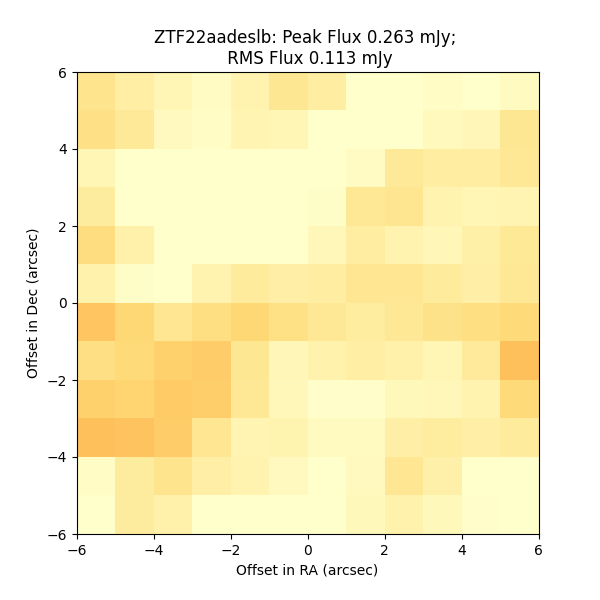 ZTF22aadeslb: Peak Flux 0.263 mJy;
RMS Flux 0.113 mJy
6
4
2
0
−2
−4
−6
Offset in Dec (arcsec)
−6 −4 −2 0 2 4 6
Offset in RA (arcsec)